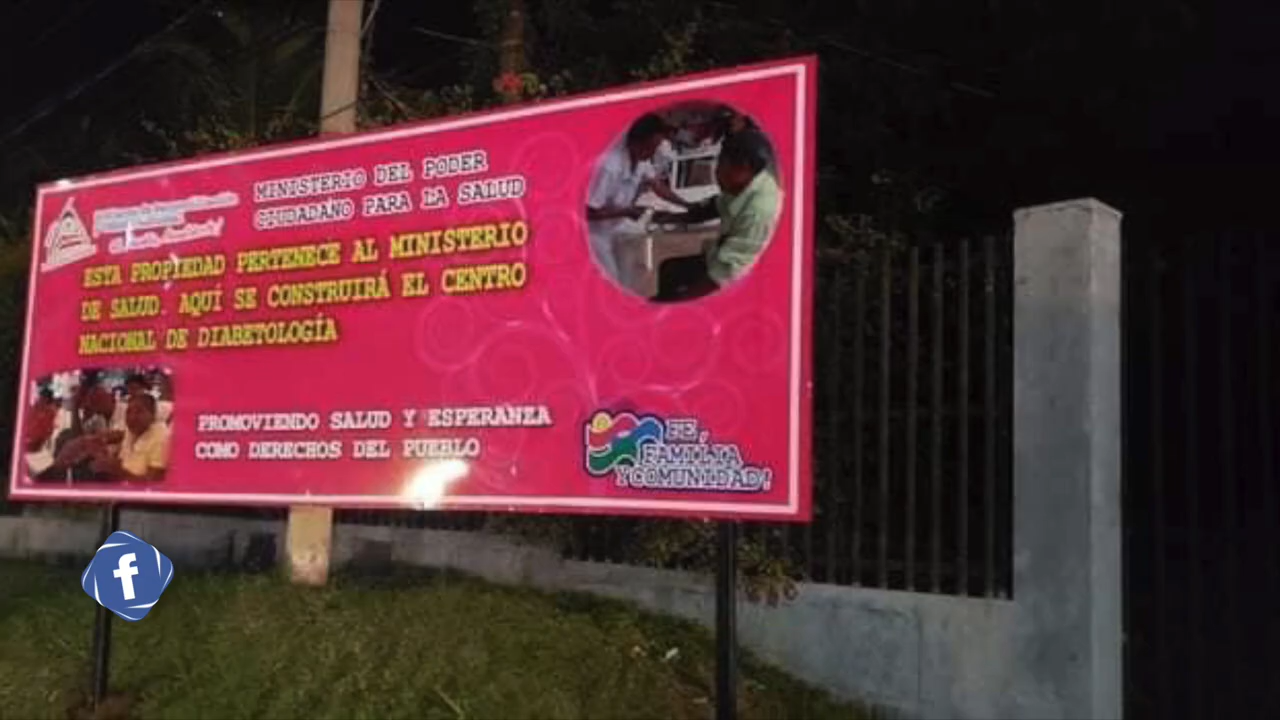 MINISTERIO DEL PODER
CIUDADANO PARA LA SALUD
ESTA PROPIEDAD PERTENECE AL MINISTERIO
DE SALUD. AQUÍ SE CONSTRUIRÁ EL CENTRO
NACIONAL DE DIABETOLOGÍA
PROMOVIENDO SALUD Y ESPERANZA
COMO DERECHOS DEL PUEBLO
FE,
FAMILIA
Y COMUNIDAD!
f